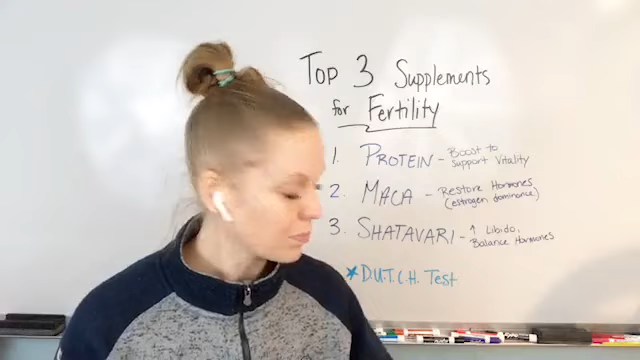 Top 3 Supplements
for Fertility
1. PROTEIN - Boost to
Support Vitality
2. MACA - Restore Hormones
(estrogen dominance)
3. SHATAVARI - ↑ Libido,
Balance Hormones
★D.U.T.C.H. Test